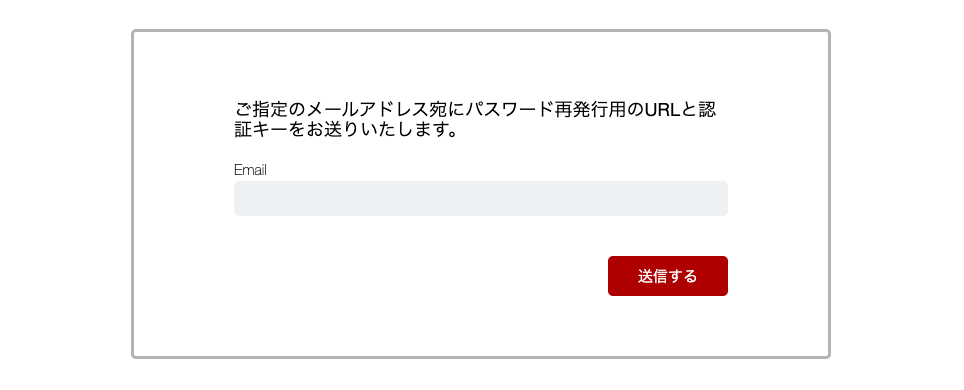 ご指定のメールアドレス宛にパスワード再発行用のURLと認
証キーをお送りいたします。
Email
送信する